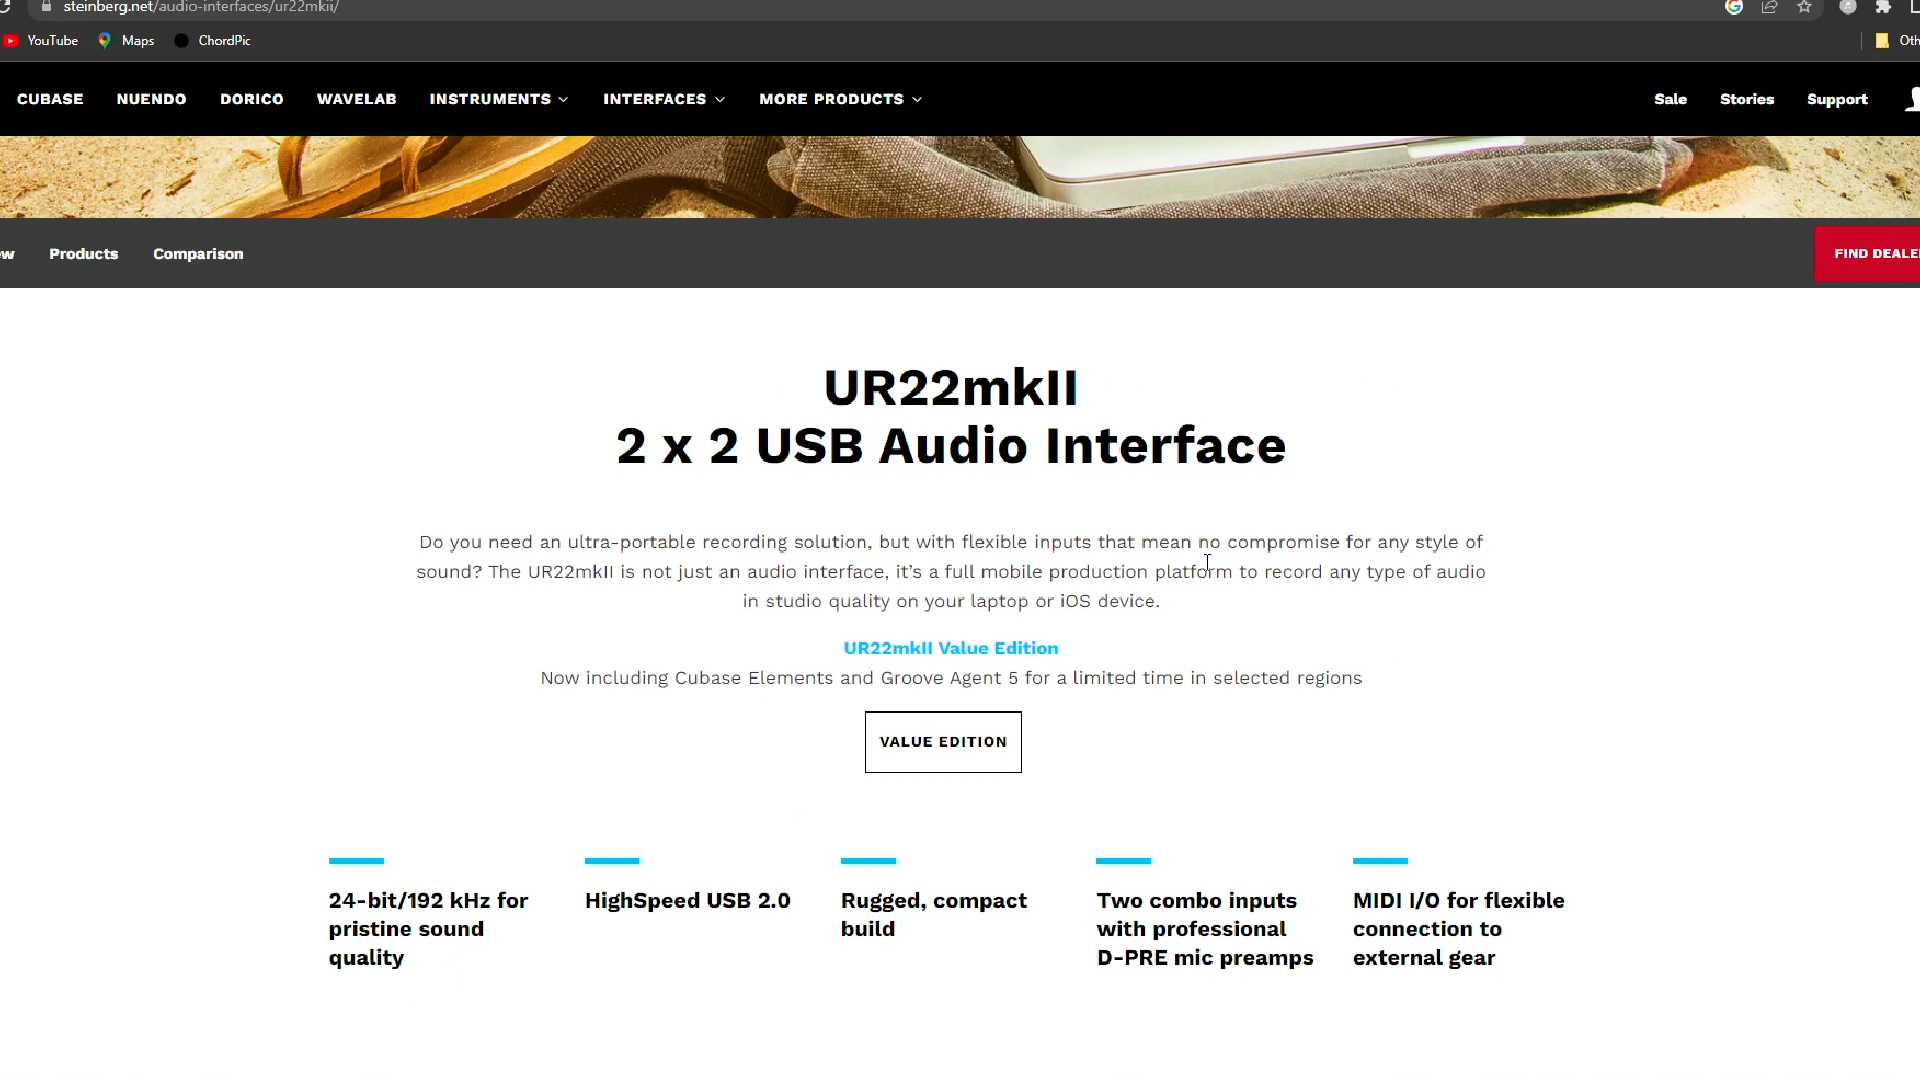 steinberg.net/audio-interfaces/ur22mkii/
YouTube Maps ChordPic Oth
CUBASE NUENDO DORICO WAVELAB INSTRUMENTS INTERFACES MORE PRODUCTS Sale Stories Support
ew Products Comparison FIND DEALE
UR22mkII
2 x 2 USB Audio Interface
Do you need an ultra-portable recording solution, but with flexible inputs that mean no compromise for any style of
sound? The UR22mkII is not just an audio interface, it’s a full mobile production platform to record any type of audio
in studio quality on your laptop or iOS device.
UR22mkII Value Edition
Now including Cubase Elements and Groove Agent 5 for a limited time in selected regions
VALUE EDITION
24-bit/192 kHz for
pristine sound
quality
HighSpeed USB 2.0
Rugged, compact
build
Two combo inputs
with professional
D-PRE mic preamps
MIDI I/O for flexible
connection to
external gear